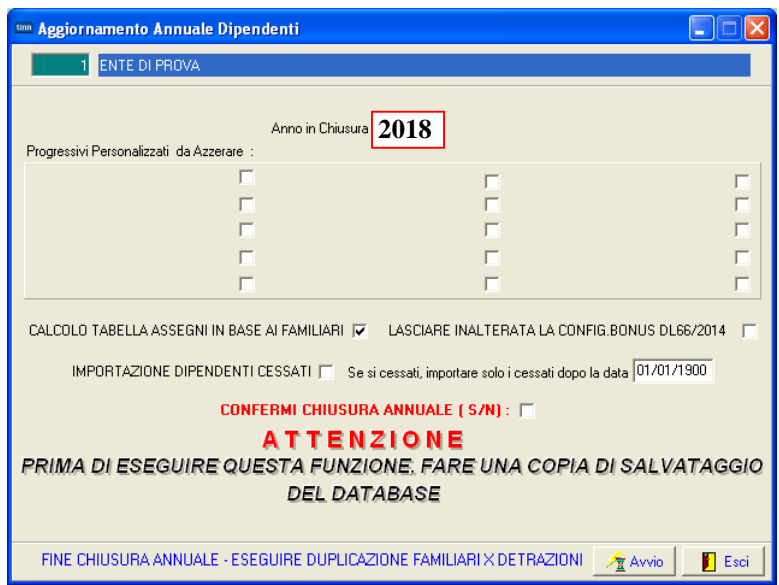 tinn Aggiornamento Annuale Dipendenti
1 ENTE DI PROVA
Anno in Chiusura 2018
Progressivi Personalizzati da Azzerare :
CALCOLO TABELLA ASSEGNI IN BASE AI FAMILIARI LASCIARE INALTERATA LA CONFIG.BONUS DL66/2014
IMPORTAZIONE DIPENDENTI CESSATI Se si cessati, importare solo i cessati dopo la data 01/01/1900
CONFERMI CHIUSURA ANNUALE ( S/N) :
ATTENZIONE
PRIMA DI ESEGUIRE QUESTA FUNZIONE. FARE UNA COPIA DI SALVATAGGIO
DEL DATABASE
FINE CHIUSURA ANNUALE - ESEGUIRE DUPLICAZIONE FAMILIARI X DETRAZIONI Avvio Esci